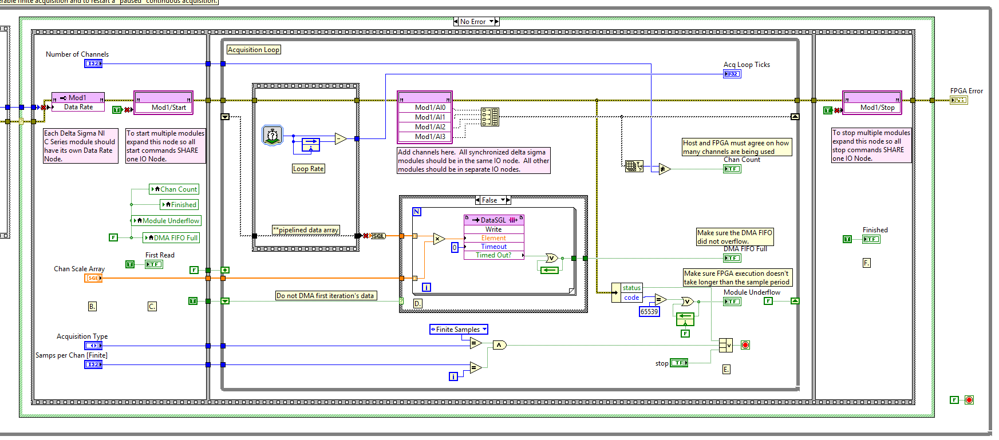 erable finite acquisition and to restart a "paused" continuous acquisition.
No Error
Acquisition Loop
Number of Channels
I32
Acq Loop Ticks
U32
Mod1
Data Rate
Mod1/Start
T
Each Delta Sigma NI
C Series module should
have its own Data Rate
Node.
To start multiple modules
expand this node so all
start commands SHARE
one IO Node.
Loop Rate
Mod1/AI0
Mod1/AI1
Mod1/AI2
Mod1/AI3
Add channels here.  All synchronized delta sigma
modules should be in the same IO node.  All other
modules should be in separate IO nodes.
Host and FPGA must agree on how
many channels are being used
Chan Count
TF
Mod1/Stop
T
To stop multiple modules
expand this node so all
stop commands SHARE
one IO Node.
FPGA Error
Chan Count
Finished
Module Underflow
DMA FIFO Full
F
First Read
T
TF
Chan Scale Array
[SGL]
F
T
B.
C.
**pipelined data array
SGL
False
N
DataSGL
Write
Element
Timeout
Timed Out?
0
i
D.
Do not DMA first iteration's data
Make sure the DMA FIFO
did not overflow.
DMA FIFO Full
TF
Make sure FPGA execution doesn't
take longer than the sample period
Module Underflow
TF
F
status
code
65539
F
Finished
T
TF
F.
Acquisition Type
Samps per Chan [Finite]
I32
Finite Samples
i
stop
TF
E.
F